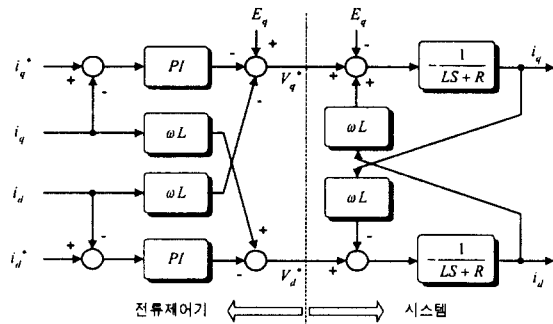 E_q
E_q
i_q*
+
-
PI
-
+
-
V_q*
+
-
+
-1/(LS + R)
i_q
i_q
ωL
ωL
i_d
ωL
ωL
i_d*
+
-
PI
-
+
V_d*
+
-
-1/(LS + R)
i_d
전류제어기
시스템